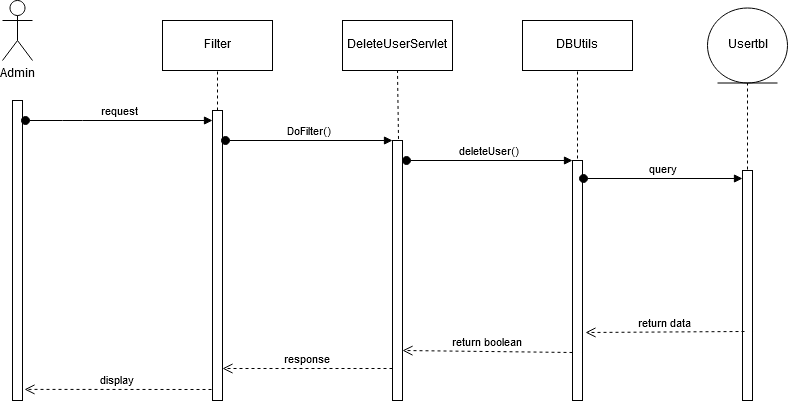 Admin
Filter
DeleteUserServlet
DBUtils
Usertbl
request
DoFilter()
deleteUser()
query
return data
return boolean
response
display